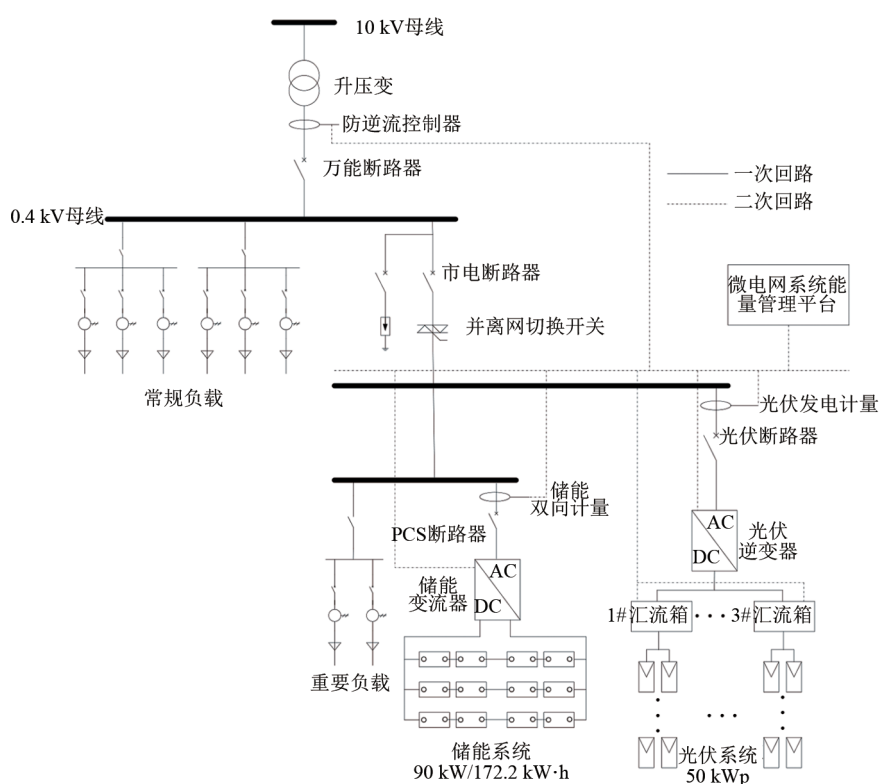 10 kV母线
升压变
防逆流控制器
万能断路器
一次回路
二次回路
0.4 kV母线
市电断路器
微电网系统能
量管理平台
并离网切换开关
常规负载
光伏发电计量
光伏断路器
储能
双向计量
PCS断路器
AC
DC
光伏
逆变器
储能
变流器
AC
DC
1#汇流箱
3#汇流箱
重要负载
储能系统
90 kW/172.2 kW·h
光伏系统
50 kWp